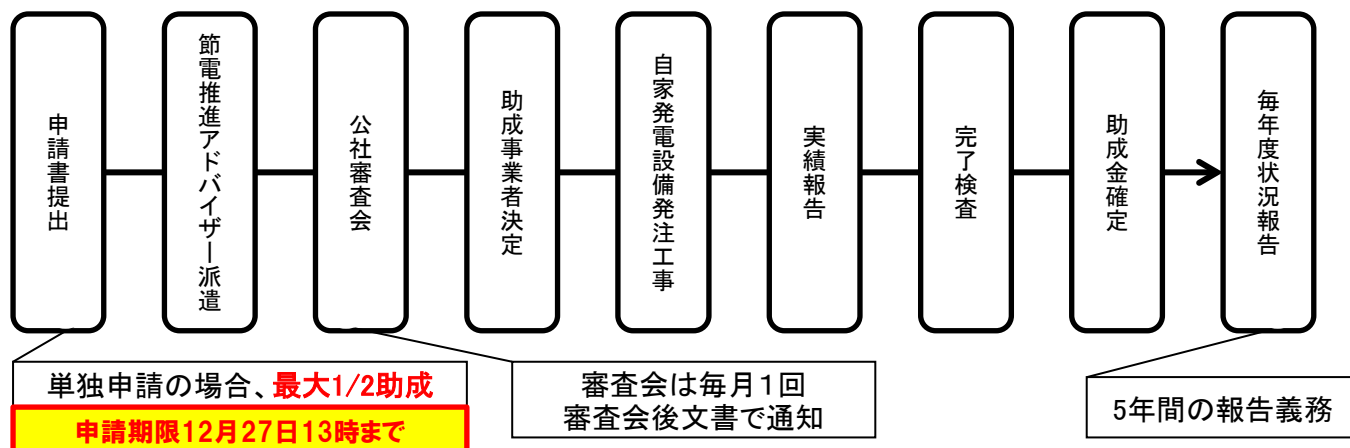 申請書提出
節電推進アドバイザー派遣
公社審査会
助成事業者決定
自家発電設備発注工事
実績報告
完了検査
助成金確定
毎年度状況報告
単独申請の場合、最大1/2助成
申請期限12月27日13時まで
審査会は毎月１回
審査会後文書で通知
5年間の報告義務